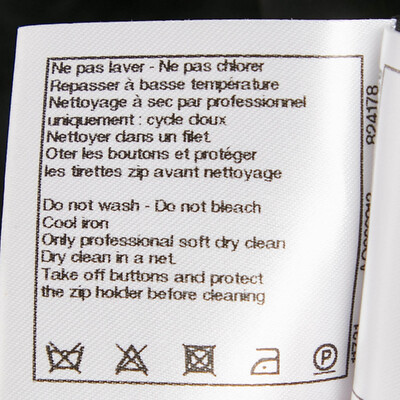 Ne pas laver - Ne pas chlorer
Repasser à basse température
Nettoyage à sec par professionnel
uniquement : cycle doux
Nettoyer dans un filet.
Oter les boutons et protéger
les tirettes zip avant nettoyage
Do not wash - Do not bleach
Cool iron
Only professional soft dry clean
Dry clean in a net.
Take off buttons and protect
the zip holder before cleaning
P
824178